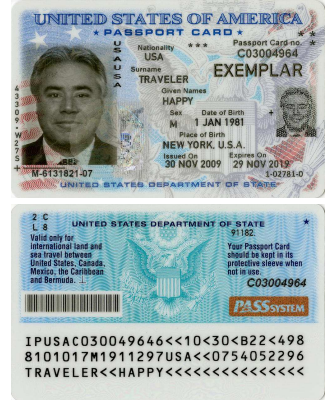 UNITED STATES OF AMERICA
PASSPORT CARD
Nationality
USA
Passport Card no.
C03004964
USAUSA
Surname
TRAVELER
EXEMPLAR
Given Names
HAPPY
Sex
M
Date of Birth
1 JAN 1981
Place of Birth
NEW YORK, U.S.A.
Issued On
30 NOV 2009
Expires On
29 NOV 2019
M-6131821-07
1-02781-0
UNITED STATES DEPARTMENT OF STATE
2 C
L 8
UNITED STATES DEPARTMENT OF STATE
91182
Valid only for
international land and
sea travel between
United States, Canada,
Mexico, the Caribbean
and Bermuda.
Your Passport Card
should be kept in its
protective sleeve when
not in use.
C03004964
PASS SYSTEM
IPUSAC030049646<<10<30<B22<498
8101017M1911297USA<<0754052296
TRAVELER<<HAPPY<<<<<<<<<<<<<<<